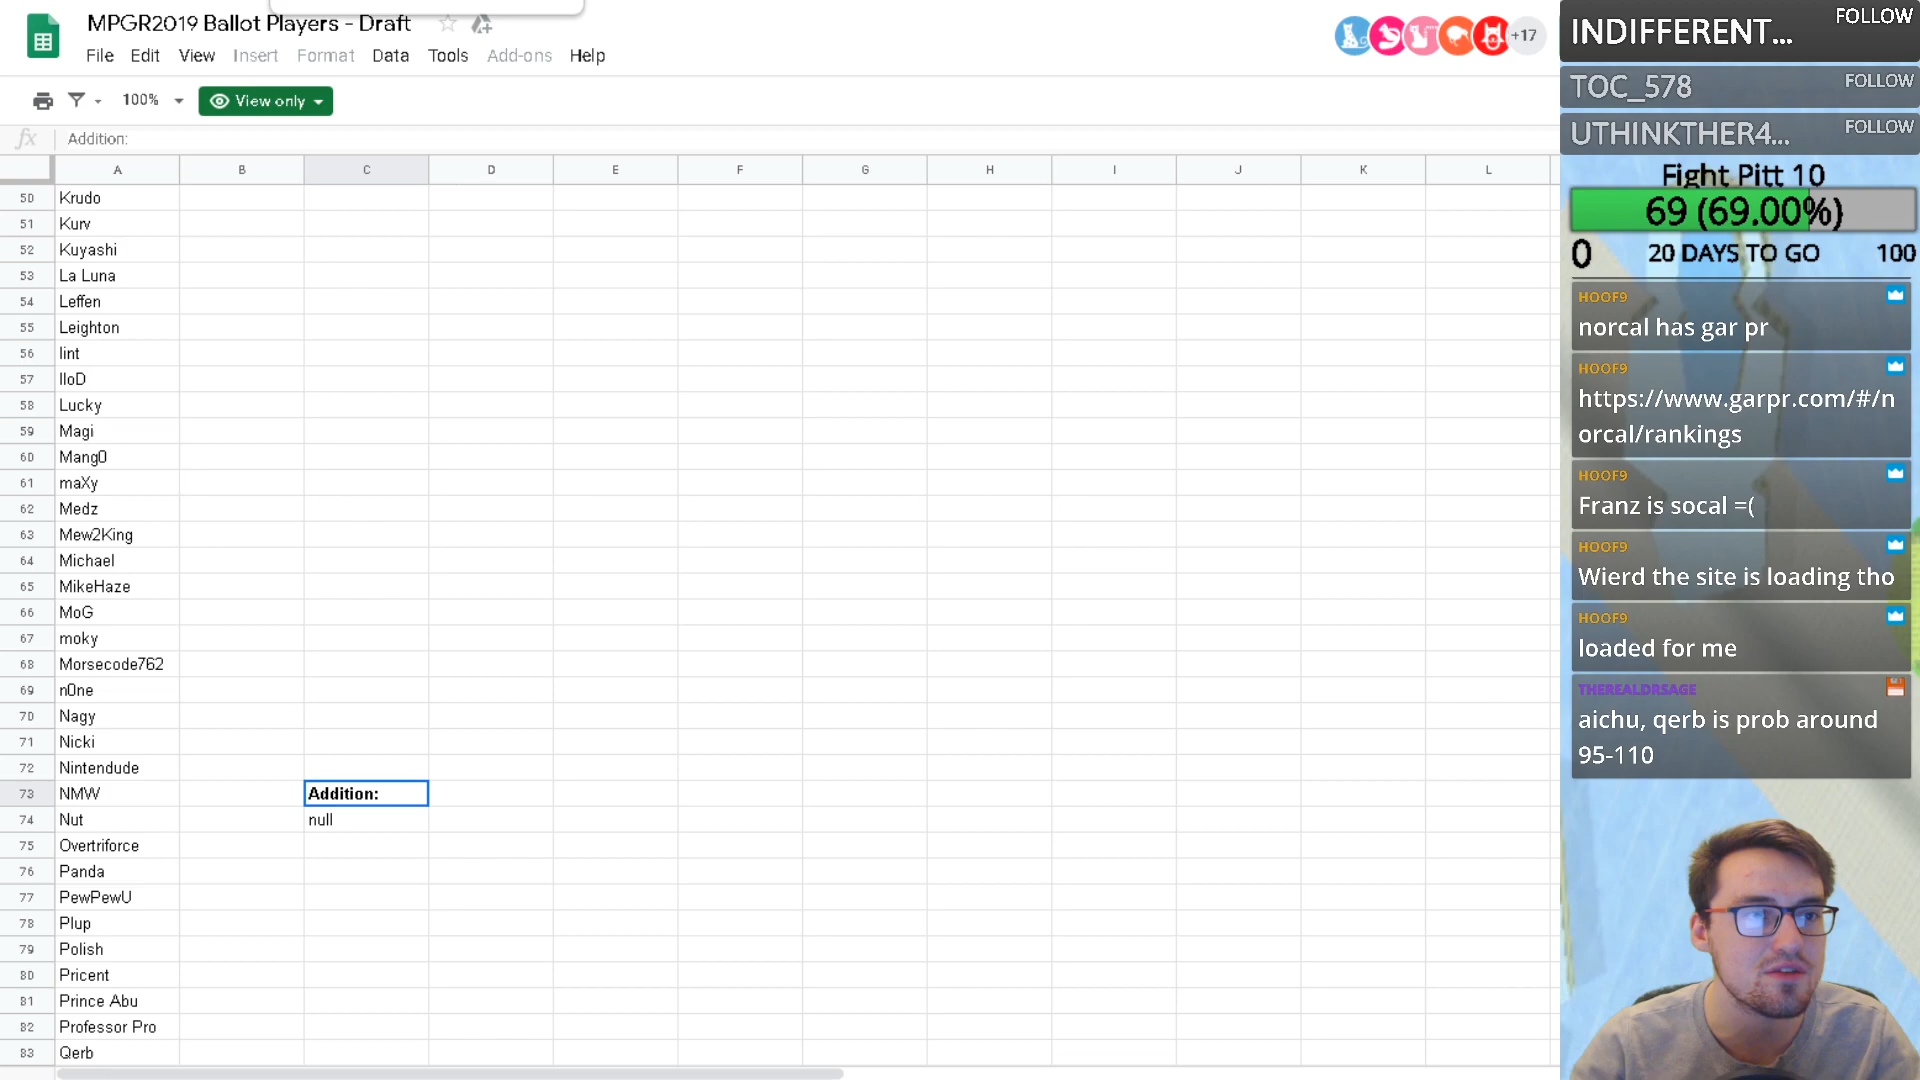 MPGR2019 Ballot Players - Draft
File Edit View Insert Format Data Tools Add-ons Help
+17
100% View only
fx Addition:
A B C D E F G H I J K L
50 Krudo
51 Kurv
52 Kuyashi
53 La Luna
54 Leffen
55 Leighton
56 lint
57 lloD
58 Lucky
59 Magi
60 Mang0
61 maXy
62 Medz
63 Mew2King
64 Michael
65 MikeHaze
66 MoG
67 moky
68 Morsecode762
69 n0ne
70 Nagy
71 Nicki
72 Nintendude
73 NMW Addition:
74 Nut null
75 Overtriforce
76 Panda
77 PewPewU
78 Plup
79 Polish
80 Pricent
81 Prince Abu
82 Professor Pro
83 Qerb
INDIFFERENT... FOLLOW
TOC_578 FOLLOW
UTHINKTHER4... FOLLOW
Fight Pitt 10
69 (69.00%)
0 20 DAYS TO GO 100
HOOF9
norcal has gar pr
HOOF9
https://www.garpr.com/#/n
orcal/rankings
HOOF9
Franz is socal =(
HOOF9
Wierd the site is loading tho
HOOF9
loaded for me
THEREALDRSAGE
aichu, qerb is prob around
95-110